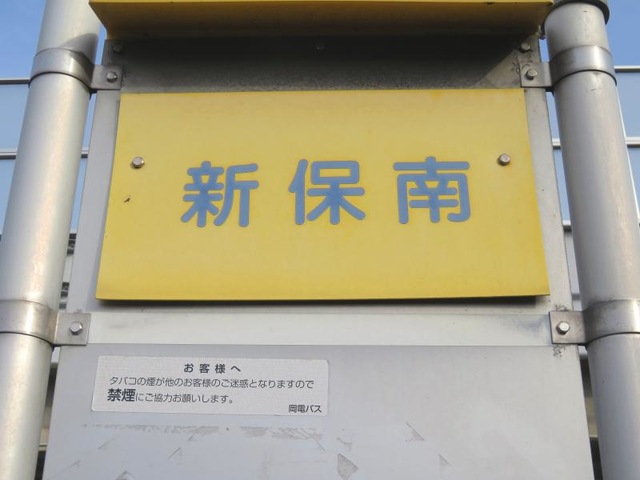 新保南
お客様へ
タバコの煙が他のお客様のご迷惑となりますので
禁煙にご協力お願いします。
岡電バス